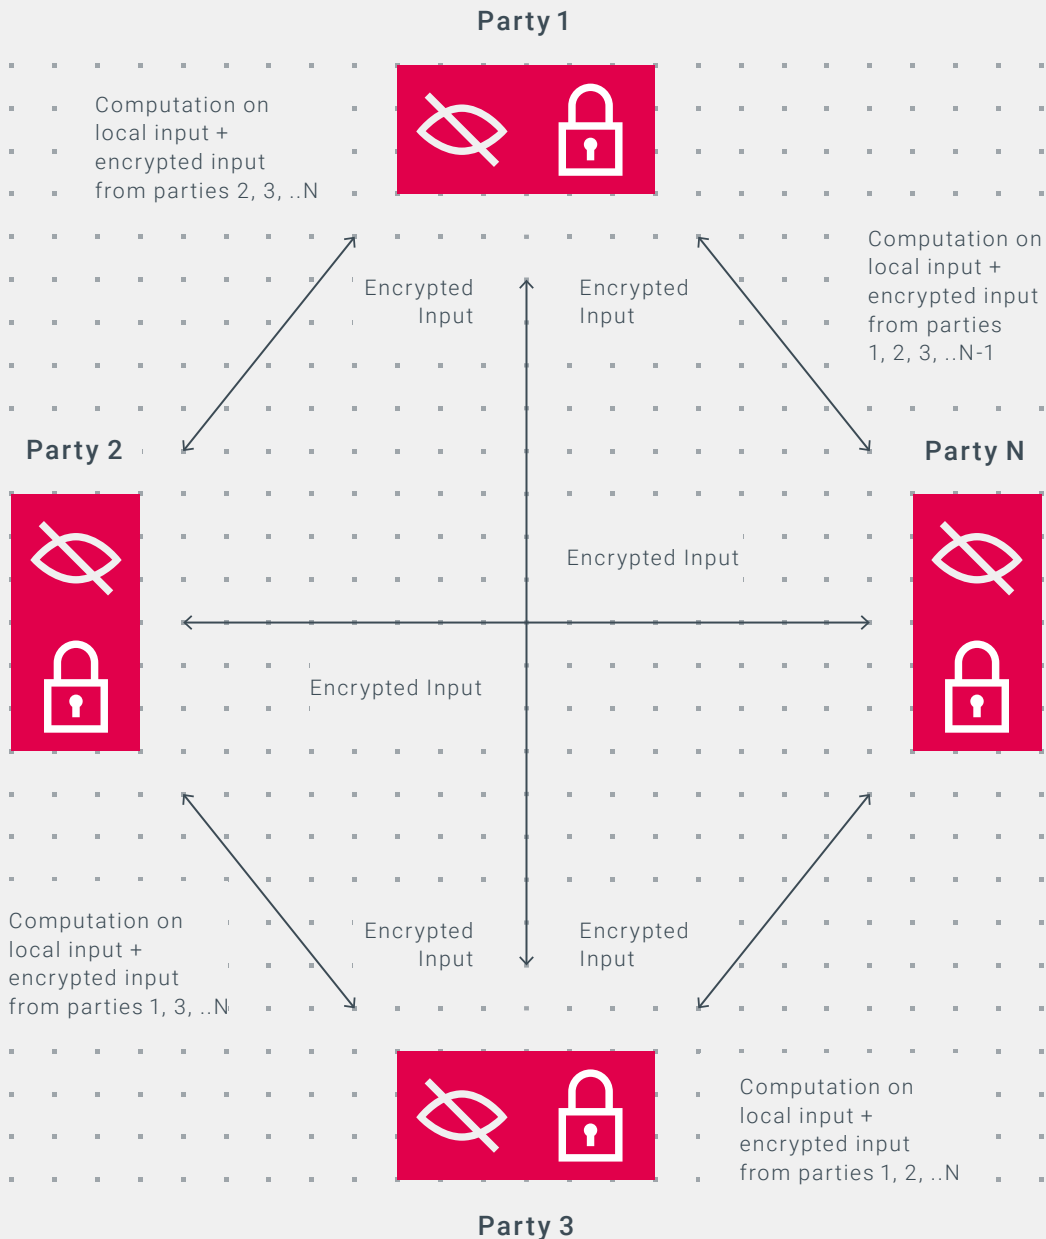 Party 1
Computation on
local input +
encrypted input
from parties 2, 3, ..N
Computation on
local input +
encrypted input
from parties
1, 2, 3, ..N-1
Encrypted
Input
Encrypted
Input
Party 2
Party N
Encrypted Input
Encrypted Input
Computation on
local input +
encrypted input
from parties 1, 3, ..N
Encrypted
Input
Encrypted
Input
Computation on
local input +
encrypted input
from parties 1, 2, ..N
Party 3